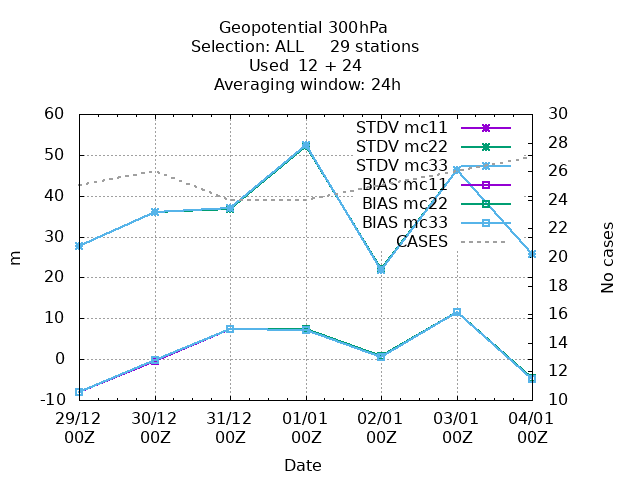 Geopotential 300hPa
Selection: ALL     29 stations
Used  12 + 24
Averaging window: 24h
60
50
40
30
20
10
0
-10
m
30
28
26
24
22
20
18
16
14
12
10
No cases
STDV mc11
STDV mc22
STDV mc33
BIAS mc11
BIAS mc22
BIAS mc33
CASES
29/12 30/12 31/12 01/01 02/01 03/01 04/01
00Z 00Z 00Z 00Z 00Z 00Z 00Z
Date